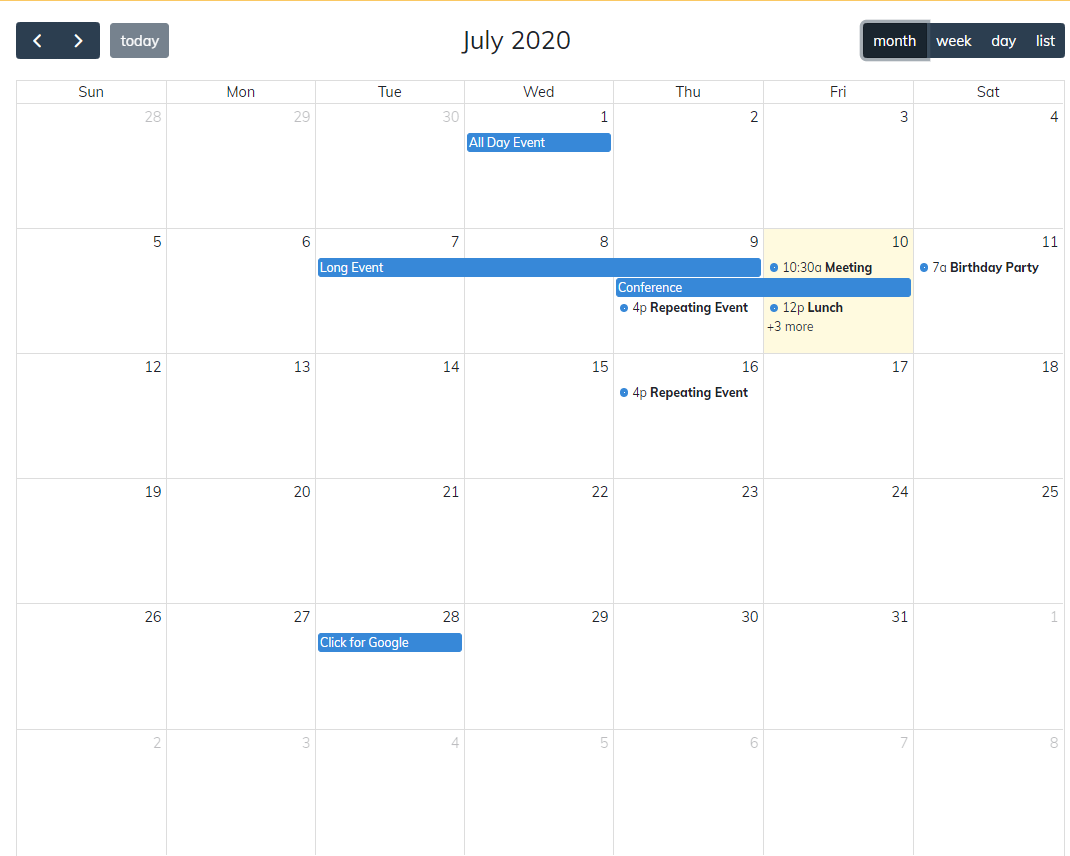 today
July 2020
month week day list
Sun Mon Tue Wed Thu Fri Sat
28 29 30 1 2 3 4
All Day Event
5 6 7 8 9 10 11
Long Event 10:30a Meeting 7a Birthday Party
Conference
4p Repeating Event 12p Lunch
+3 more
12 13 14 15 16 17 18
4p Repeating Event
19 20 21 22 23 24 25
26 27 28 29 30 31 1
Click for Google
2 3 4 5 6 7 8